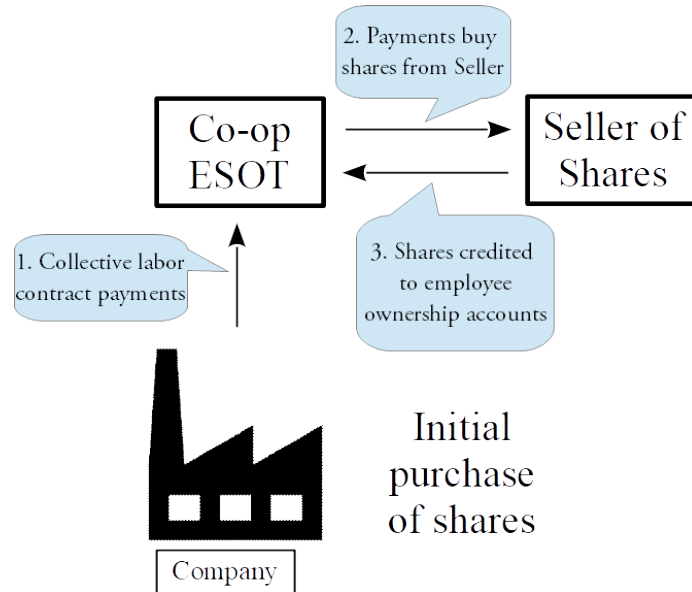 2. Payments buy
shares from Seller
Co-op
ESOT
Seller of
Shares
1. Collective labor
contract payments
3. Shares credited
to employee
ownership accounts
Initial
purchase
of shares
Company